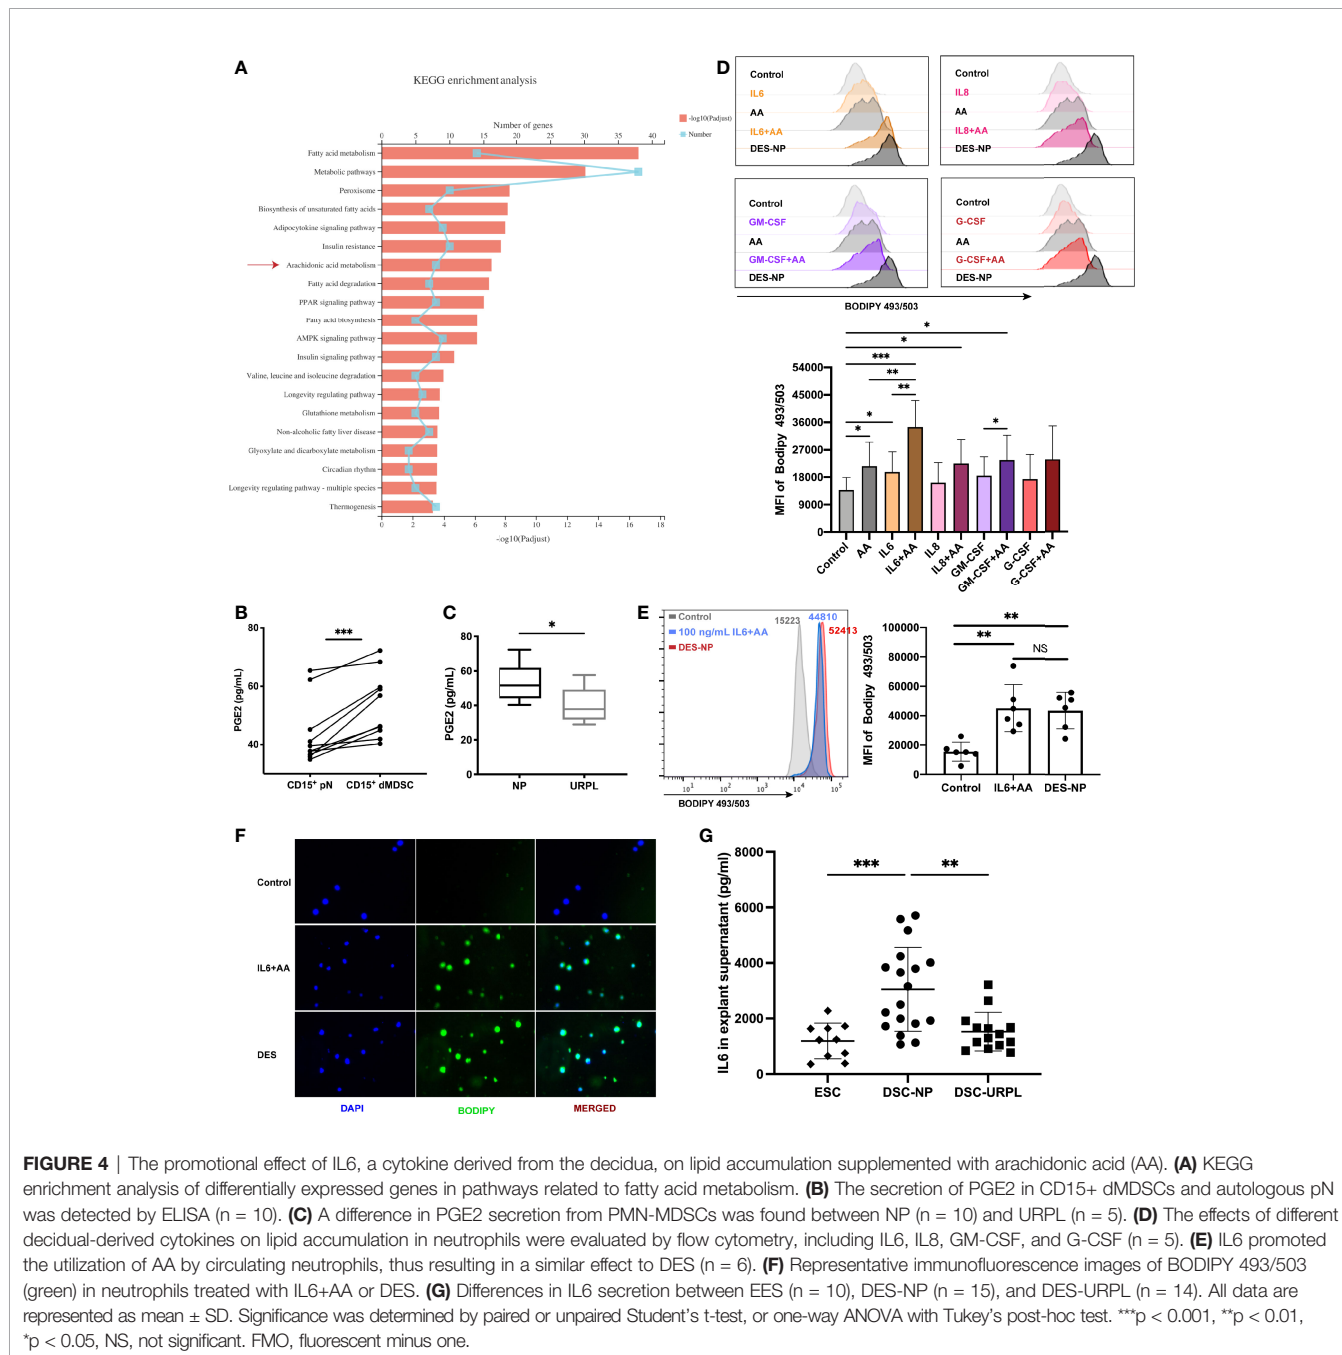 A
KEGG enrichment analysis
Number of genes
0 5 10 15 20 25 30 35 40
-log10(Padjust)
Number
Fatty acid metabolism
Metabolic pathways
Peroxisome
Biosynthesis of unsaturated fatty acids
Adipocytokine signaling pathway
Insulin resistance
Arachidonic acid metabolism
Fatty acid degradation
PPAR signaling pathway
Fatty acid biosynthesis
AMPK signaling pathway
Insulin signaling pathway
Valine, leucine and isoleucine degradation
Longevity regulating pathway
Glutathione metabolism
Non-alcoholic fatty liver disease
Glyoxylate and dicarboxylate metabolism
Circadian rhythm
Longevity regulating pathway - multiple species
Thermogenesis
0 2 4 6 8 10 12 14 16 18
-log10(Padjust)
D
Control
IL6
AA
IL6+AA
DES-NP
Control
IL8
AA
IL8+AA
DES-NP
Control
GM-CSF
AA
GM-CSF+AA
DES-NP
Control
G-CSF
AA
G-CSF+AA
DES-NP
BODIPY 493/503
*
*
***
**
**
*
*
*
MFI of Bodipy 493/503
54000
45000
36000
27000
18000
9000
0
Control AA IL6 IL6+AA IL8 IL8+AA GM-CSF GM-CSF+AA G-CSF G-CSF+AA
B
***
PGE2 (pg/mL)
80
60
40
CD15+ pN CD15+ dMDSC
C
*
PGE2 (pg/mL)
80
60
40
20
0
NP URPL
E
Control
100 ng/mL IL6+AA
DES-NP
15223
44810
52413
10^1 10^2 10^3 10^4 10^5
BODIPY 493/503
**
**
NS
MFI of Bodipy 493/503
100000
80000
60000
40000
20000
0
Control IL6+AA DES-NP
F
Control
IL6+AA
DES
DAPI BODIPY MERGED
G
*** **
IL6 in explant supernatant (pg/ml)
8000
6000
4000
2000
0
ESC DSC-NP DSC-URPL
FIGURE 4 | The promotional effect of IL6, a cytokine derived from the decidua, on lipid accumulation supplemented with arachidonic acid (AA). (A) KEGG
enrichment analysis of differentially expressed genes in pathways related to fatty acid metabolism. (B) The secretion of PGE2 in CD15+ dMDSCs and autologous pN
was detected by ELISA (n = 10). (C) A difference in PGE2 secretion from PMN-MDSCs was found between NP (n = 10) and URPL (n = 5). (D) The effects of different
decidual-derived cytokines on lipid accumulation in neutrophils were evaluated by flow cytometry, including IL6, IL8, GM-CSF, and G-CSF (n = 5). (E) IL6 promoted
the utilization of AA by circulating neutrophils, thus resulting in a similar effect to DES (n = 6). (F) Representative immunofluorescence images of BODIPY 493/503
(green) in neutrophils treated with IL6+AA or DES. (G) Differences in IL6 secretion between EES (n = 10), DES-NP (n = 15), and DES-URPL (n = 14). All data are
represented as mean ± SD. Significance was determined by paired or unpaired Student's t-test, or one-way ANOVA with Tukey's post-hoc test. ***p < 0.001, **p < 0.01,
*p < 0.05, NS, not significant. FMO, fluorescent minus one.